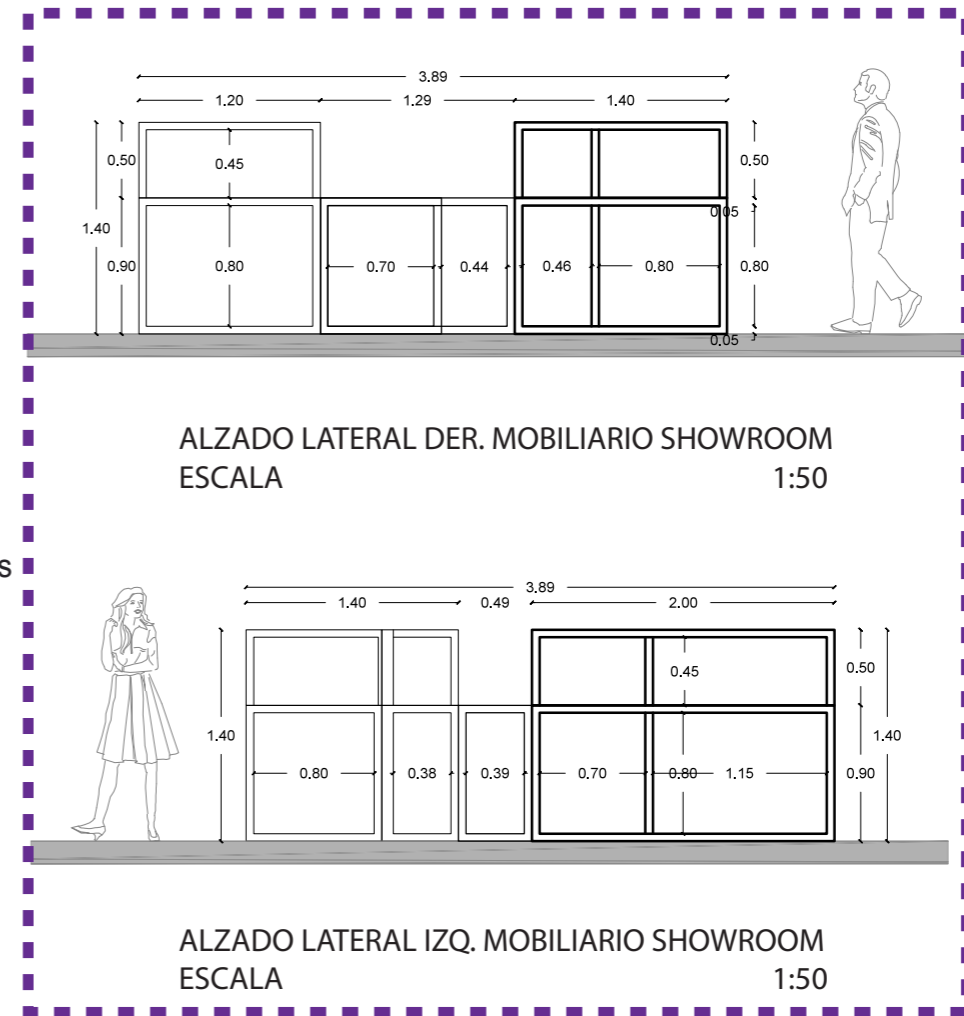 3.89
1.20 1.29 1.40
0.50 0.45 0.50
0.05
1.40
0.90 0.80 0.70 0.44 0.46 0.80 0.80
0.05
ALZADO LATERAL DER. MOBILIARIO SHOWROOM
ESCALA 1:50
S
3.89
1.40 0.49 2.00
0.45 0.50
1.40 1.40
0.80 0.38 0.39 0.70 0.80 1.15 0.90
ALZADO LATERAL IZQ. MOBILIARIO SHOWROOM
ESCALA 1:50